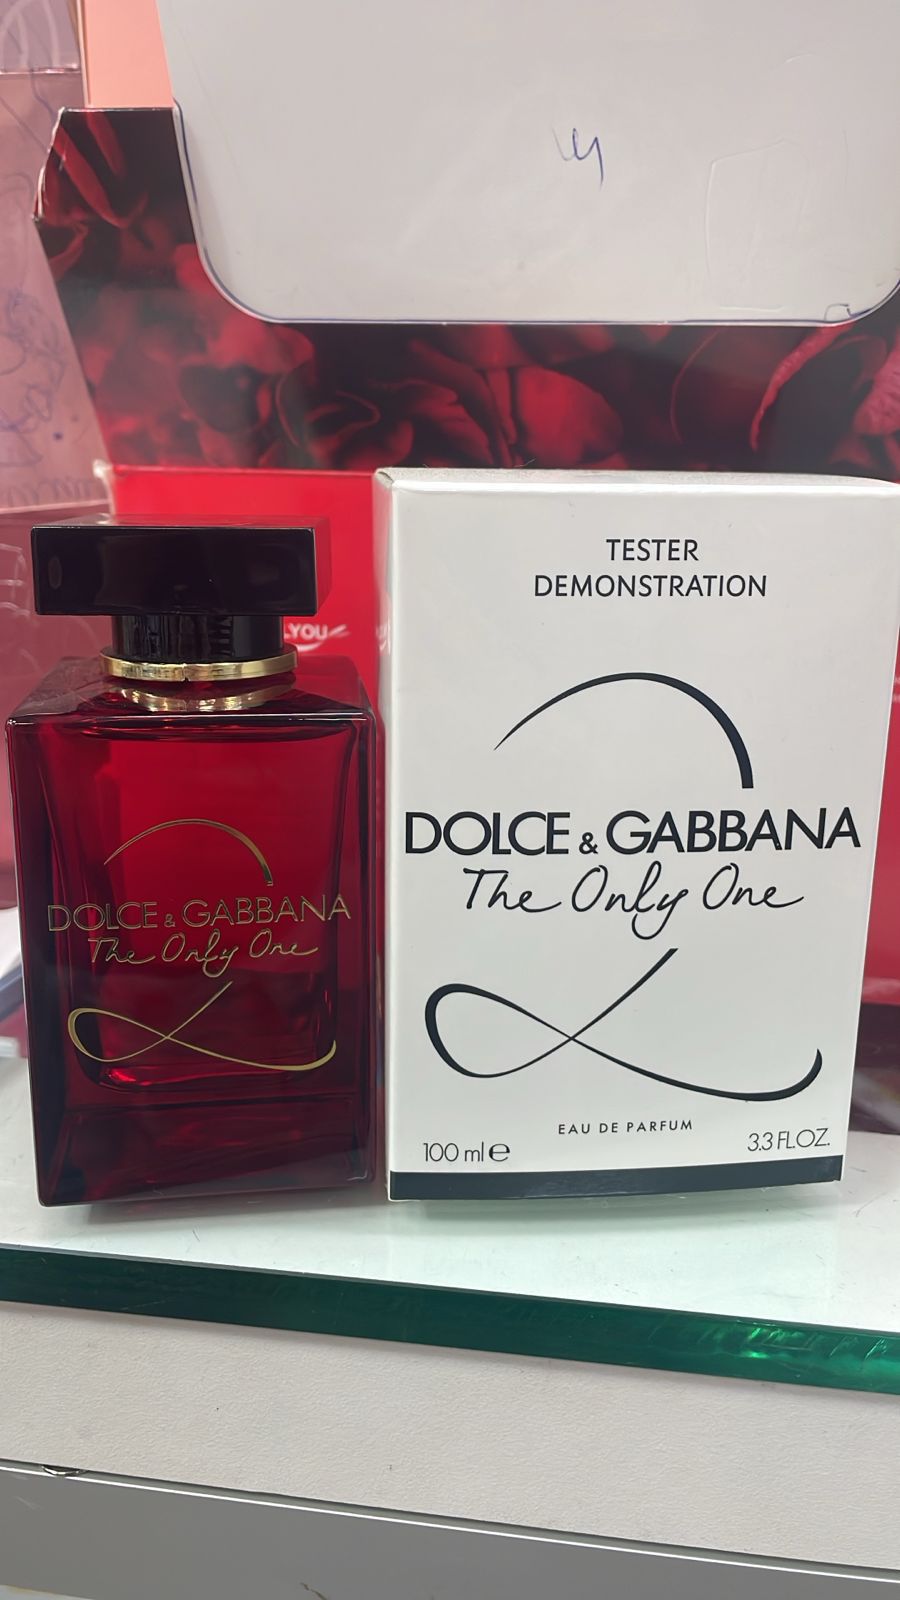 LYOU
DOLCE & GABBANA
The Only One
TESTER
DEMONSTRATION
DOLCE & GABBANA
The Only One
EAU DE PARFUM
100 ml e
3.3 FL.OZ.